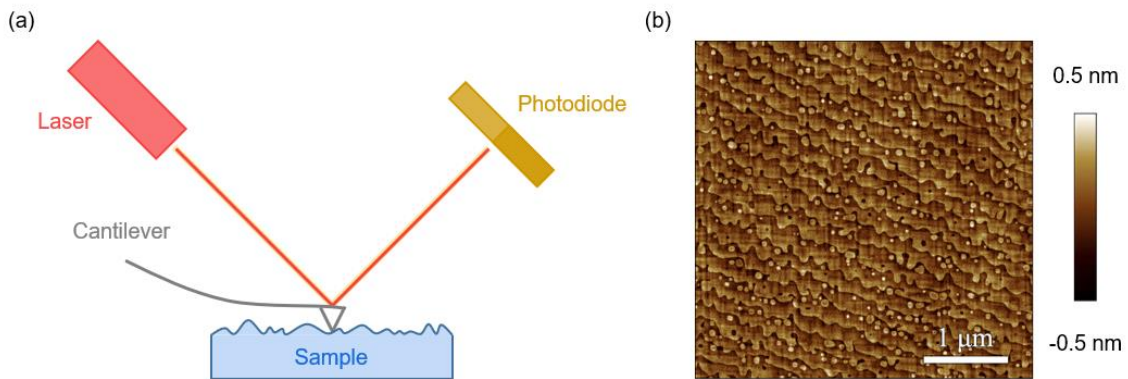 (a)
Laser
Photodiode
Cantilever
Sample
(b)
0.5 nm
1 μm
-0.5 nm